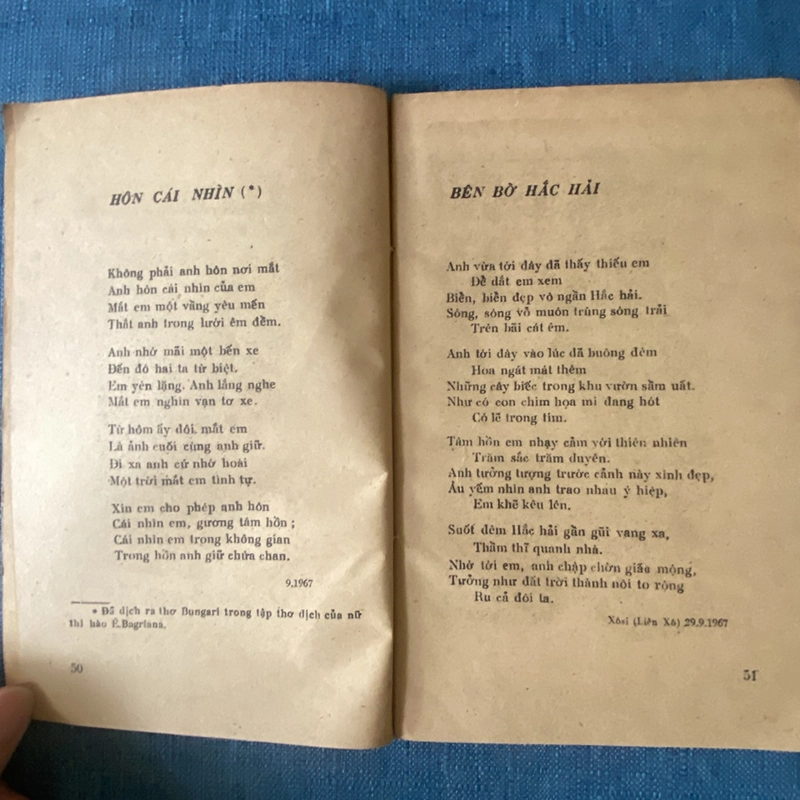 HÔN CÁI NHÌN (*)
Không phải anh hôn nơi mắt
Anh hôn cái nhìn của em
Mắt em một vầng yêu mến
Thắt anh trong lưới êm đềm.
Anh nhớ mãi một bến xe
Đến đó hai ta từ biệt.
Em yên lặng. Anh lắng nghe
Mắt em nghìn vạn tơ xe.
Từ hôm ấy đôi mắt em
Là ảnh cuối cùng anh giữ.
Đi xa anh cứ nhớ hoài
Một trời mắt em tình tự.
Xin em cho phép anh hôn
Cái nhìn em, gương tâm hồn ;
Cái nhìn em trong không gian
Trong hồn anh giữ chứa chan.
9.1967
* Đã dịch ra thơ Bungari trong tập thơ dịch của nữ
thi hào Ê.Bagriana.
50
BÊN BỜ HẮC HẢI
Anh vừa tới đây đã thấy thiếu em
Để dắt em xem
Biển, biển đẹp vô ngần Hắc hải.
Sóng, sóng vỗ muôn trùng sóng trải
Trên bãi cát êm.
Anh tới đây vào lúc đã buông đêm
Hoa ngát mát thêm
Những cây biếc trong khu vườn sầm uất.
Như có con chim họa mi đang hót
Có lẽ trong tim.
Tâm hồn em nhạy cảm với thiên nhiên
Trăm sắc trăm duyên.
Anh tưởng tượng trước cảnh này xinh đẹp,
Âu yếm nhìn anh trao nhau ý hiệp,
Em khẽ kêu lên.
Suốt đêm Hắc hải gần gũi vang xa,
Thầm thĩ quanh nhà.
Nhớ tới em, anh chập chờn giấc mộng,
Tưởng như đất trời thành nôi to rộng
Ru cả đôi ta.
Xôsi (Liên Xô) 29.9.1967
51